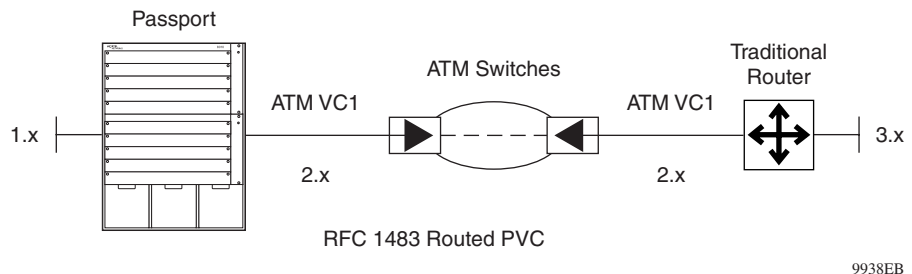 Passport
ATM Switches
Traditional
Router
ATM VC1
ATM VC1
1.x
3.x
2.x
2.x
RFC 1483 Routed PVC
9938EB